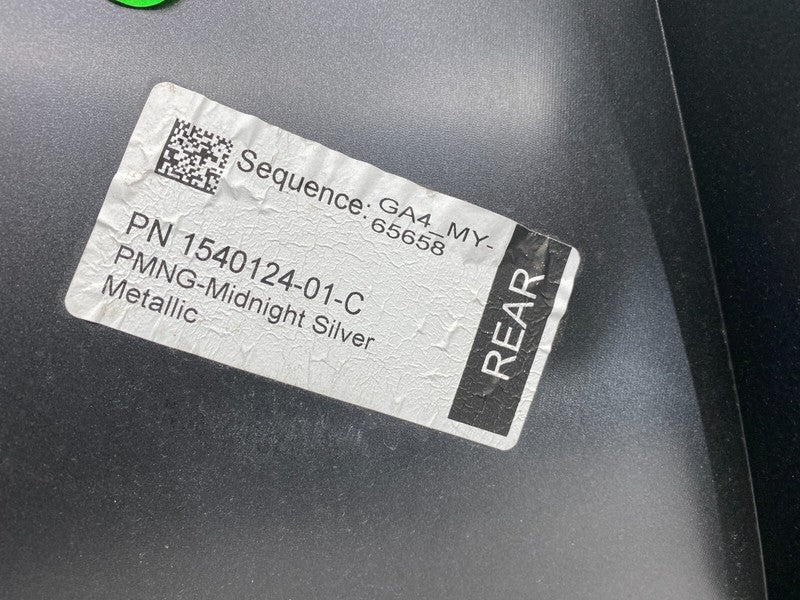 Sequence: GA4_MY-
65658
PN 1540124-01-C
PMNG-Midnight Silver
Metallic
REAR